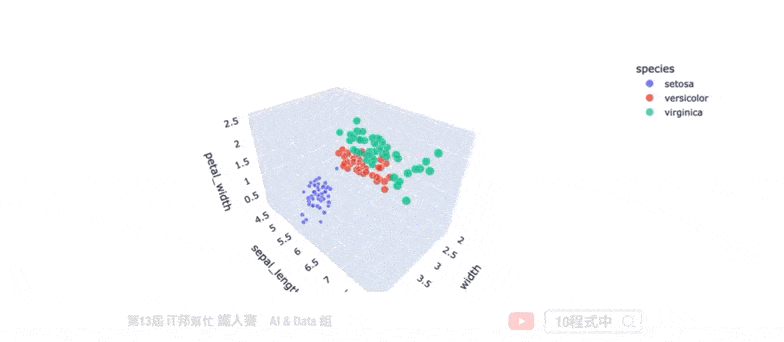 species
setosa
versicolor
virginica
2.5
2
1.5
1
0.5
petal_width
4.5
5
5.5
6
6.5
7
sepal_length
2
2.5
3
3.5
width
第13屆 iT邦幫忙 鐵人賽 AI & Data 組
10程式中